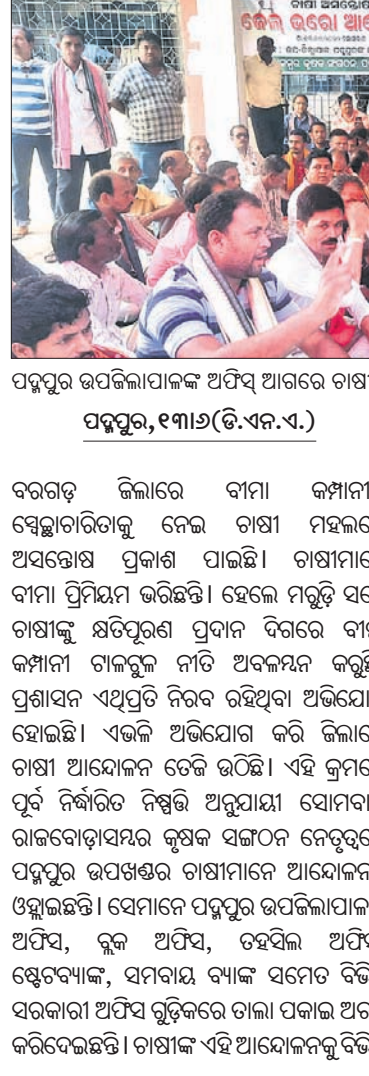 ଚାଷୀ ଅସନ୍ତୋଷ
ଜେଲ୍ ଭରୋ
ପଦ୍ମପୁର ଉପଜିଲାପାଳଙ୍କ ଅଫିସ୍ ଆଗରେ ଚାଷୀ
ପଦ୍ମପୁର,୧୩।୬(ଡି.ଏନ.ଏ.)
ବରଗଡ଼ ଜିଲାରେ ବୀମା କମ୍ପାନୀ
ସ୍ୱେଚ୍ଛାଚାରିତାକୁ ନେଇ ଚାଷୀ ମହଲରେ
ଅସନ୍ତୋଷ ପ୍ରକାଶ ପାଇଛି। ଚାଷୀମାନେ
ବୀମା ପ୍ରିମିୟମ ଭରିଛନ୍ତି। ହେଲେ ମରୁଡ଼ି ସତେ
ଚାଷୀଙ୍କୁ କ୍ଷତିପୂରଣ ପ୍ରଦାନ ଦିଗରେ ବୀମ
କମ୍ପାନୀ ଟାଳଟୁଳ ନୀତି ଅବଲମ୍ବନ କରୁଛି
ପ୍ରଶାସନ ଏଥିପ୍ରତି ନିରବ ରହିଥିବା ଅଭିଯୋ
ହୋଇଛି। ଏଭଳି ଅଭିଯୋଗ କରି ଜିଲାରେ
ଚାଷୀ ଆନ୍ଦୋଳନ ତେଜି ଉଠିଛି। ଏହି କ୍ରମରେ
ପୂର୍ବ ନିର୍ଦ୍ଧାରିତ ନିଷ୍ପତ୍ତି ଅନୁଯାୟୀ ସୋମବା
ରାଜବୋଡ଼ାସମ୍ବର କୃଷକ ସଙ୍ଗଠନ ନେତୃତ୍ୱରେ
ପଦ୍ମପୁର ଉପଖଣ୍ଡର ଚାଷୀମାନେ ଆନ୍ଦୋଳନ
ଓହ୍ଲାଇଛନ୍ତି। ସେମାନେ ପଦ୍ମପୁର ଉପଜିଲାପାଳ
ଅଫିସ, ବ୍ଲକ ଅଫିସ, ତହସିଲ ଅଫିସ
ଷ୍ଟେଟବ୍ୟାଙ୍କ, ସମବାୟ ବ୍ୟାଙ୍କ ସମେତ ବିଭି
ସରକାରୀ ଅଫିସ ଗୁଡ଼ିକରେ ତାଲା ପକାଇ ଅଚ
କରିଦେଇଛନ୍ତି। ଚାଷୀଙ୍କ ଏହି ଆନ୍ଦୋଳନକୁ ବିଭି